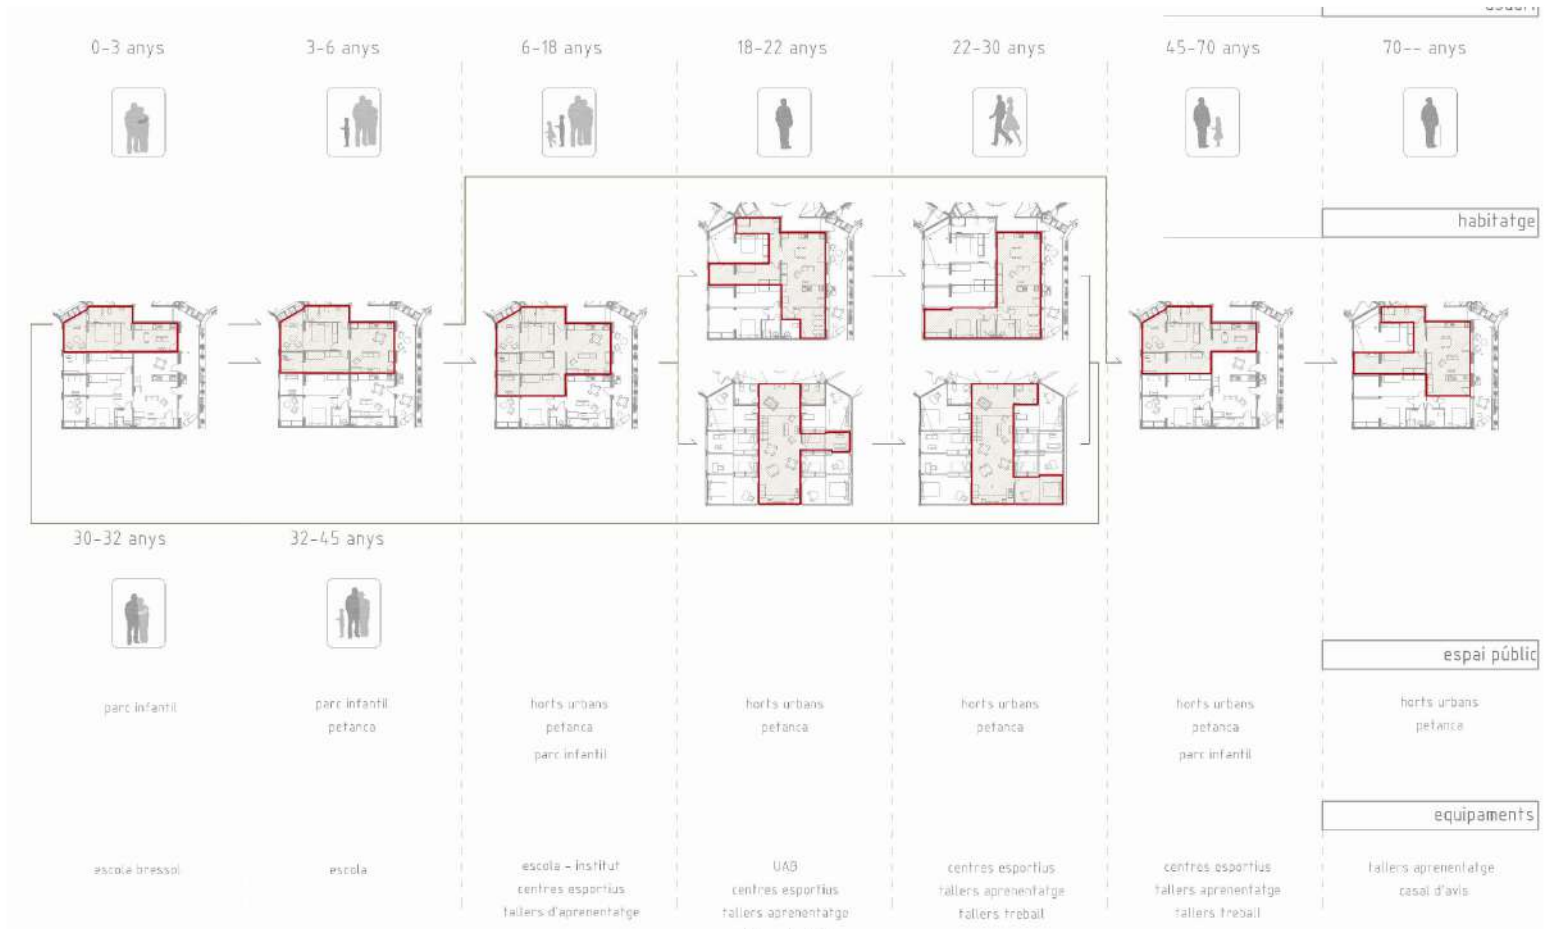 usuari
0-3 anys
3-6 anys
6-18 anys
18-22 anys
22-30 anys
45-70 anys
70-- anys
habitatge
30-32 anys
32-45 anys
espai públic
parc infantil
parc infantil
petanca
horts urbans
petanca
parc infantil
horts urbans
petanca
horts urbans
petanca
horts urbans
petanca
parc infantil
horts urbans
petanca
equipaments
escola bressol
escola
escola - institut
centres esportius
tallers d'aprenentatge
UAB
centres esportius
tallers aprenentatge
centres esportius
tallers aprenentatge
tallers treball
centres esportius
tallers aprenentatge
tallers treball
tallers aprenentatge
casal d'avis